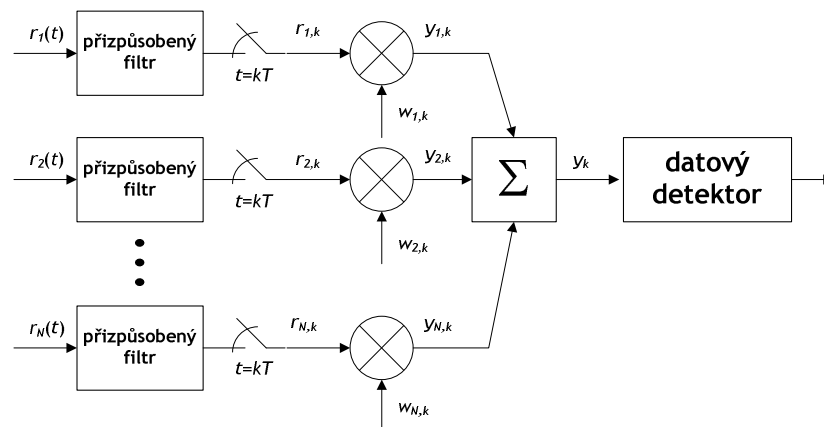 r1(t)
přizpůsobený
filtr
t=kT
r1,k
y1,k
w1,k
r2(t)
přizpůsobený
filtr
t=kT
r2,k
y2,k
w2,k
Σ
yk
datový
detektor
rN(t)
přizpůsobený
filtr
t=kT
rN,k
yN,k
wN,k